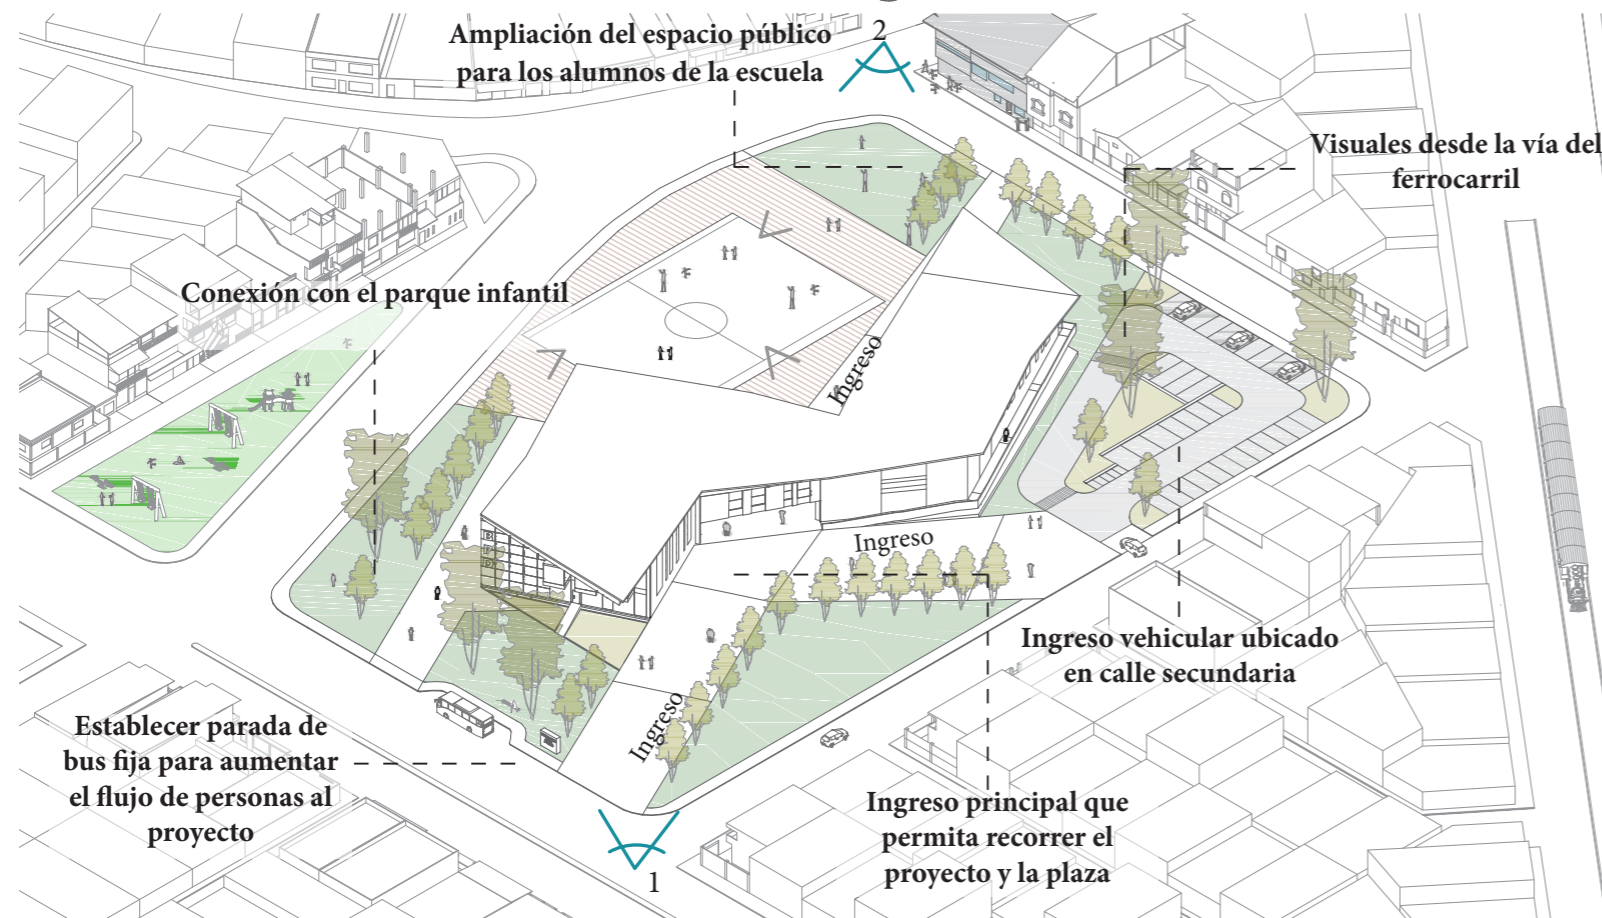 Ampliación del espacio público
para los alumnos de la escuela
2
Visuales desde la vía del
ferrocarril
Conexión con el parque infantil
Ingreso
Ingreso
Ingreso vehicular ubicado
en calle secundaria
Ingreso
Establecer parada de
bus fija para aumentar
el flujo de personas al
proyecto
Ingreso principal que
permita recorrer el
proyecto y la plaza
1